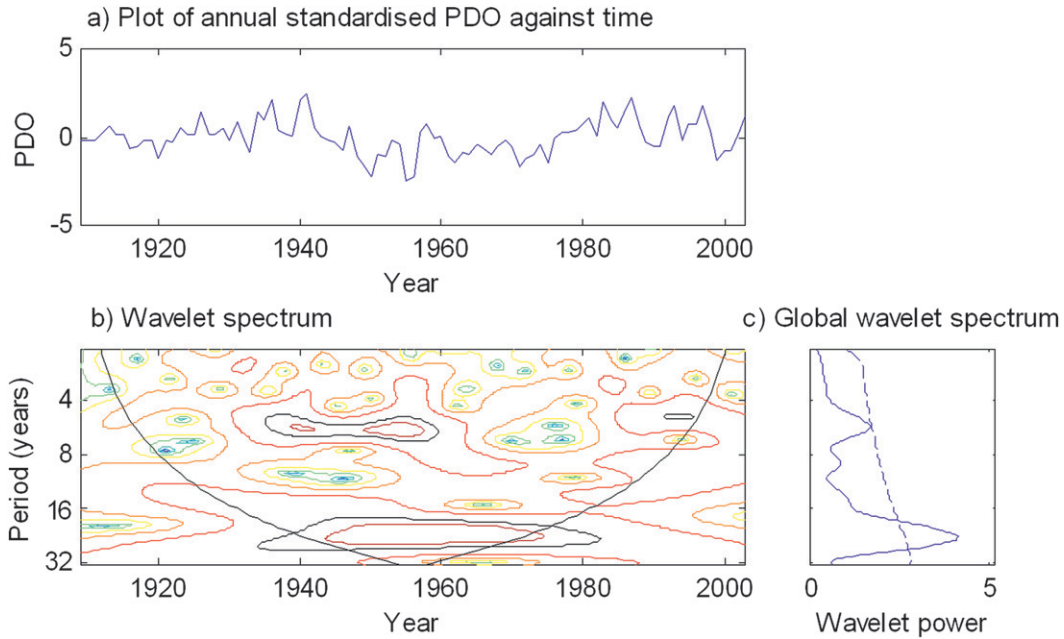 a) Plot of annual standardised PDO against time
5
0
-5
PDO
1920 1940 1960 1980 2000
Year
b) Wavelet spectrum
c) Global wavelet spectrum
4
8
16
32
Period (years)
1920 1940 1960 1980 2000
Year
0 5
Wavelet power